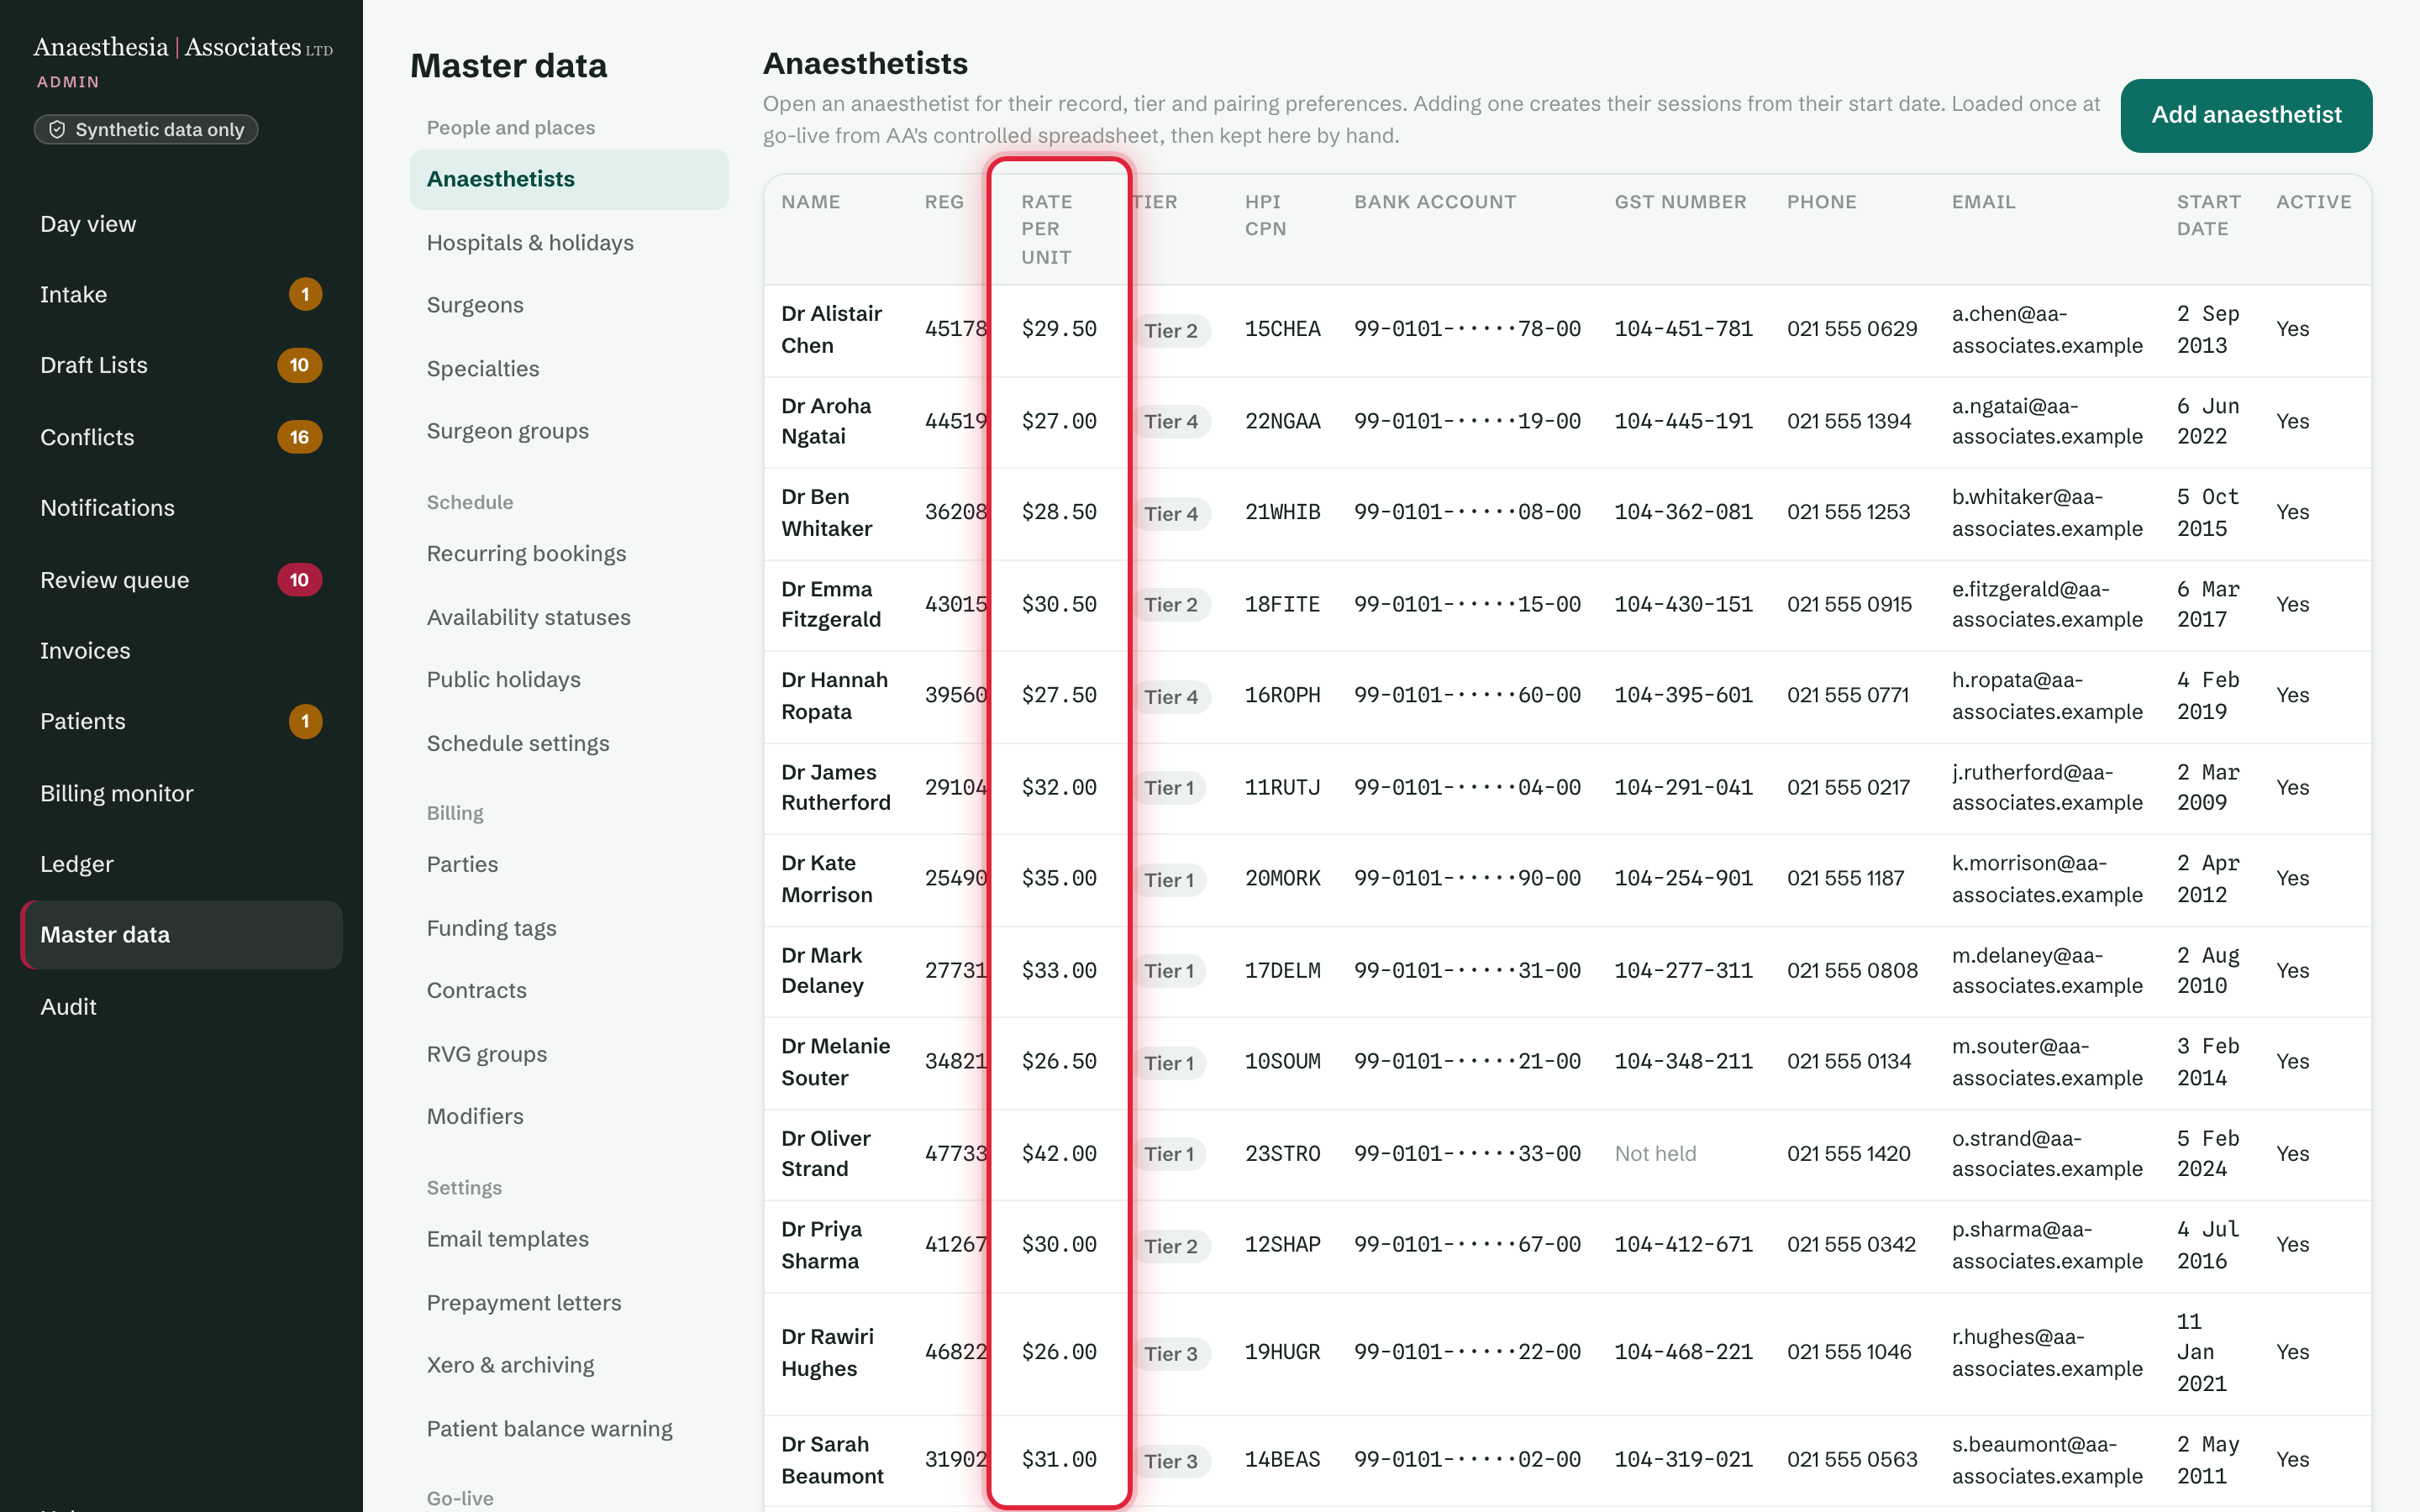 Anaesthesia | Associates LTD
ADMIN
Synthetic data only
Day view
Intake 1
Draft Lists 10
Conflicts 16
Notifications
Review queue 10
Invoices
Patients 1
Billing monitor
Ledger
Master data
Audit
Master data
People and places
Anaesthetists
Hospitals & holidays
Surgeons
Specialties
Surgeon groups
Schedule
Recurring bookings
Availability statuses
Public holidays
Schedule settings
Billing
Parties
Funding tags
Contracts
RVG groups
Modifiers
Settings
Email templates
Prepayment letters
Xero & archiving
Patient balance warning
Go-live
Anaesthetists
Open an anaesthetist for their record, tier and pairing preferences. Adding one creates their sessions from their start date. Loaded once at
go-live from AA's controlled spreadsheet, then kept here by hand.
Add anaesthetist
NAME REG RATE PER UNIT TIER HPI CPN BANK ACCOUNT GST NUMBER PHONE EMAIL START DATE ACTIVE
Dr Alistair Chen 45178 $29.50 Tier 2 15CHEA 99-0101-·····78-00 104-451-781 021 555 0629 a.chen@aa-associates.example 2 Sep 2013 Yes
Dr Aroha Ngatai 44519 $27.00 Tier 4 22NGAA 99-0101-·····19-00 104-445-191 021 555 1394 a.ngatai@aa-associates.example 6 Jun 2022 Yes
Dr Ben Whitaker 36208 $28.50 Tier 4 21WHIB 99-0101-·····08-00 104-362-081 021 555 1253 b.whitaker@aa-associates.example 5 Oct 2015 Yes
Dr Emma Fitzgerald 43015 $30.50 Tier 2 18FITE 99-0101-·····15-00 104-430-151 021 555 0915 e.fitzgerald@aa-associates.example 6 Mar 2017 Yes
Dr Hannah Ropata 39560 $27.50 Tier 4 16ROPH 99-0101-·····60-00 104-395-601 021 555 0771 h.ropata@aa-associates.example 4 Feb 2019 Yes
Dr James Rutherford 29104 $32.00 Tier 1 11RUTJ 99-0101-·····04-00 104-291-041 021 555 0217 j.rutherford@aa-associates.example 2 Mar 2009 Yes
Dr Kate Morrison 25490 $35.00 Tier 1 20MORK 99-0101-·····90-00 104-254-901 021 555 1187 k.morrison@aa-associates.example 2 Apr 2012 Yes
Dr Mark Delaney 27731 $33.00 Tier 1 17DELM 99-0101-·····31-00 104-277-311 021 555 0808 m.delaney@aa-associates.example 2 Aug 2010 Yes
Dr Melanie Souter 34821 $26.50 Tier 1 10SOUM 99-0101-·····21-00 104-348-211 021 555 0134 m.souter@aa-associates.example 3 Feb 2014 Yes
Dr Oliver Strand 47733 $42.00 Tier 1 23STRO 99-0101-·····33-00 Not held 021 555 1420 o.strand@aa-associates.example 5 Feb 2024 Yes
Dr Priya Sharma 41267 $30.00 Tier 2 12SHAP 99-0101-·····67-00 104-412-671 021 555 0342 p.sharma@aa-associates.example 4 Jul 2016 Yes
Dr Rawiri Hughes 46822 $26.00 Tier 3 19HUGR 99-0101-·····22-00 104-468-221 021 555 1046 r.hughes@aa-associates.example 11 Jan 2021 Yes
Dr Sarah Beaumont 31902 $31.00 Tier 3 14BEAS 99-0101-·····02-00 104-319-021 021 555 0563 s.beaumont@aa-associates.example 2 May 2011 Yes